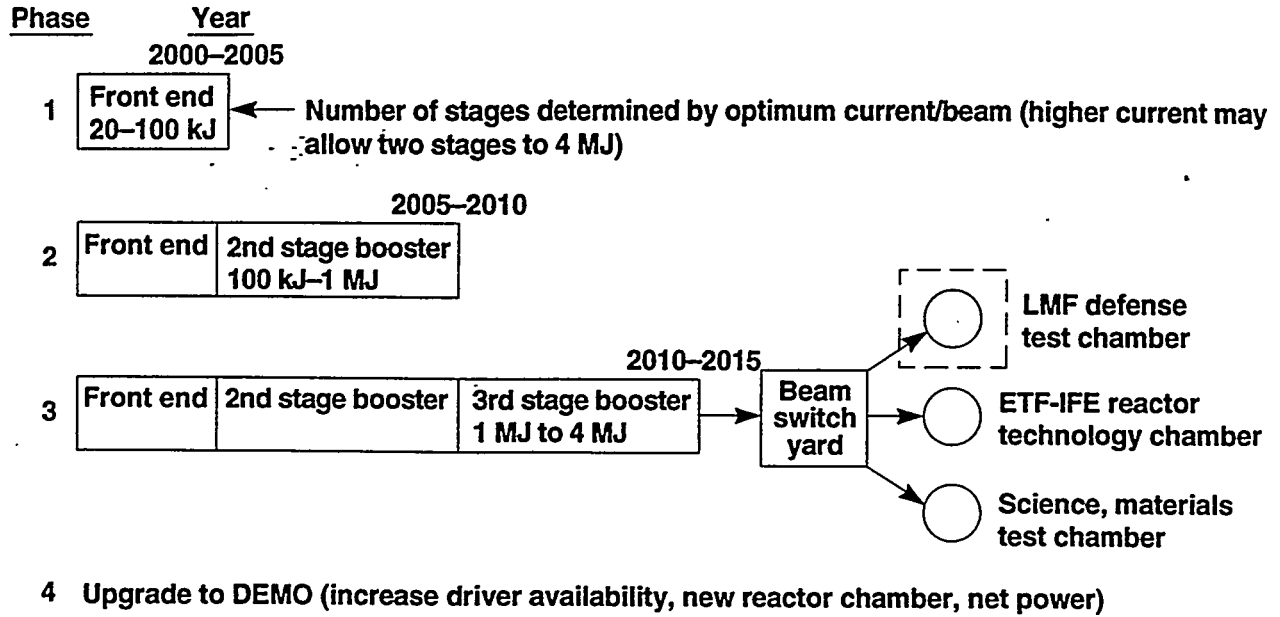 Phase Year
2000–2005
1 Front end
20–100 kJ
Number of stages determined by optimum current/beam (higher current may
allow two stages to 4 MJ)
2005–2010
2 Front end 2nd stage booster
100 kJ–1 MJ
LMF defense
test chamber
2010–2015
3 Front end 2nd stage booster 3rd stage booster
1 MJ to 4 MJ
Beam
switch
yard
ETF-IFE reactor
technology chamber
Science, materials
test chamber
4 Upgrade to DEMO (increase driver availability, new reactor chamber, net power)